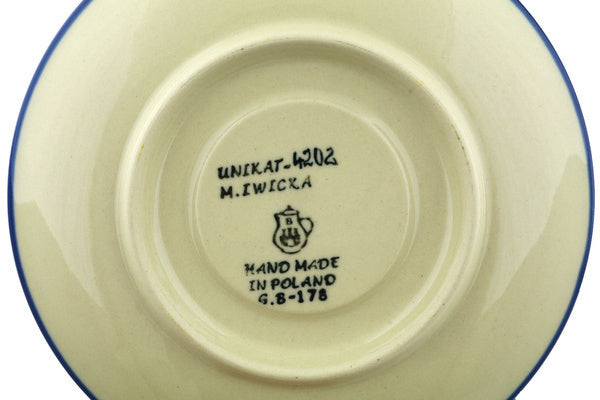 UNIKAT-4202
M.IWICKA
B
HAND MADE
IN POLAND
G.B-178